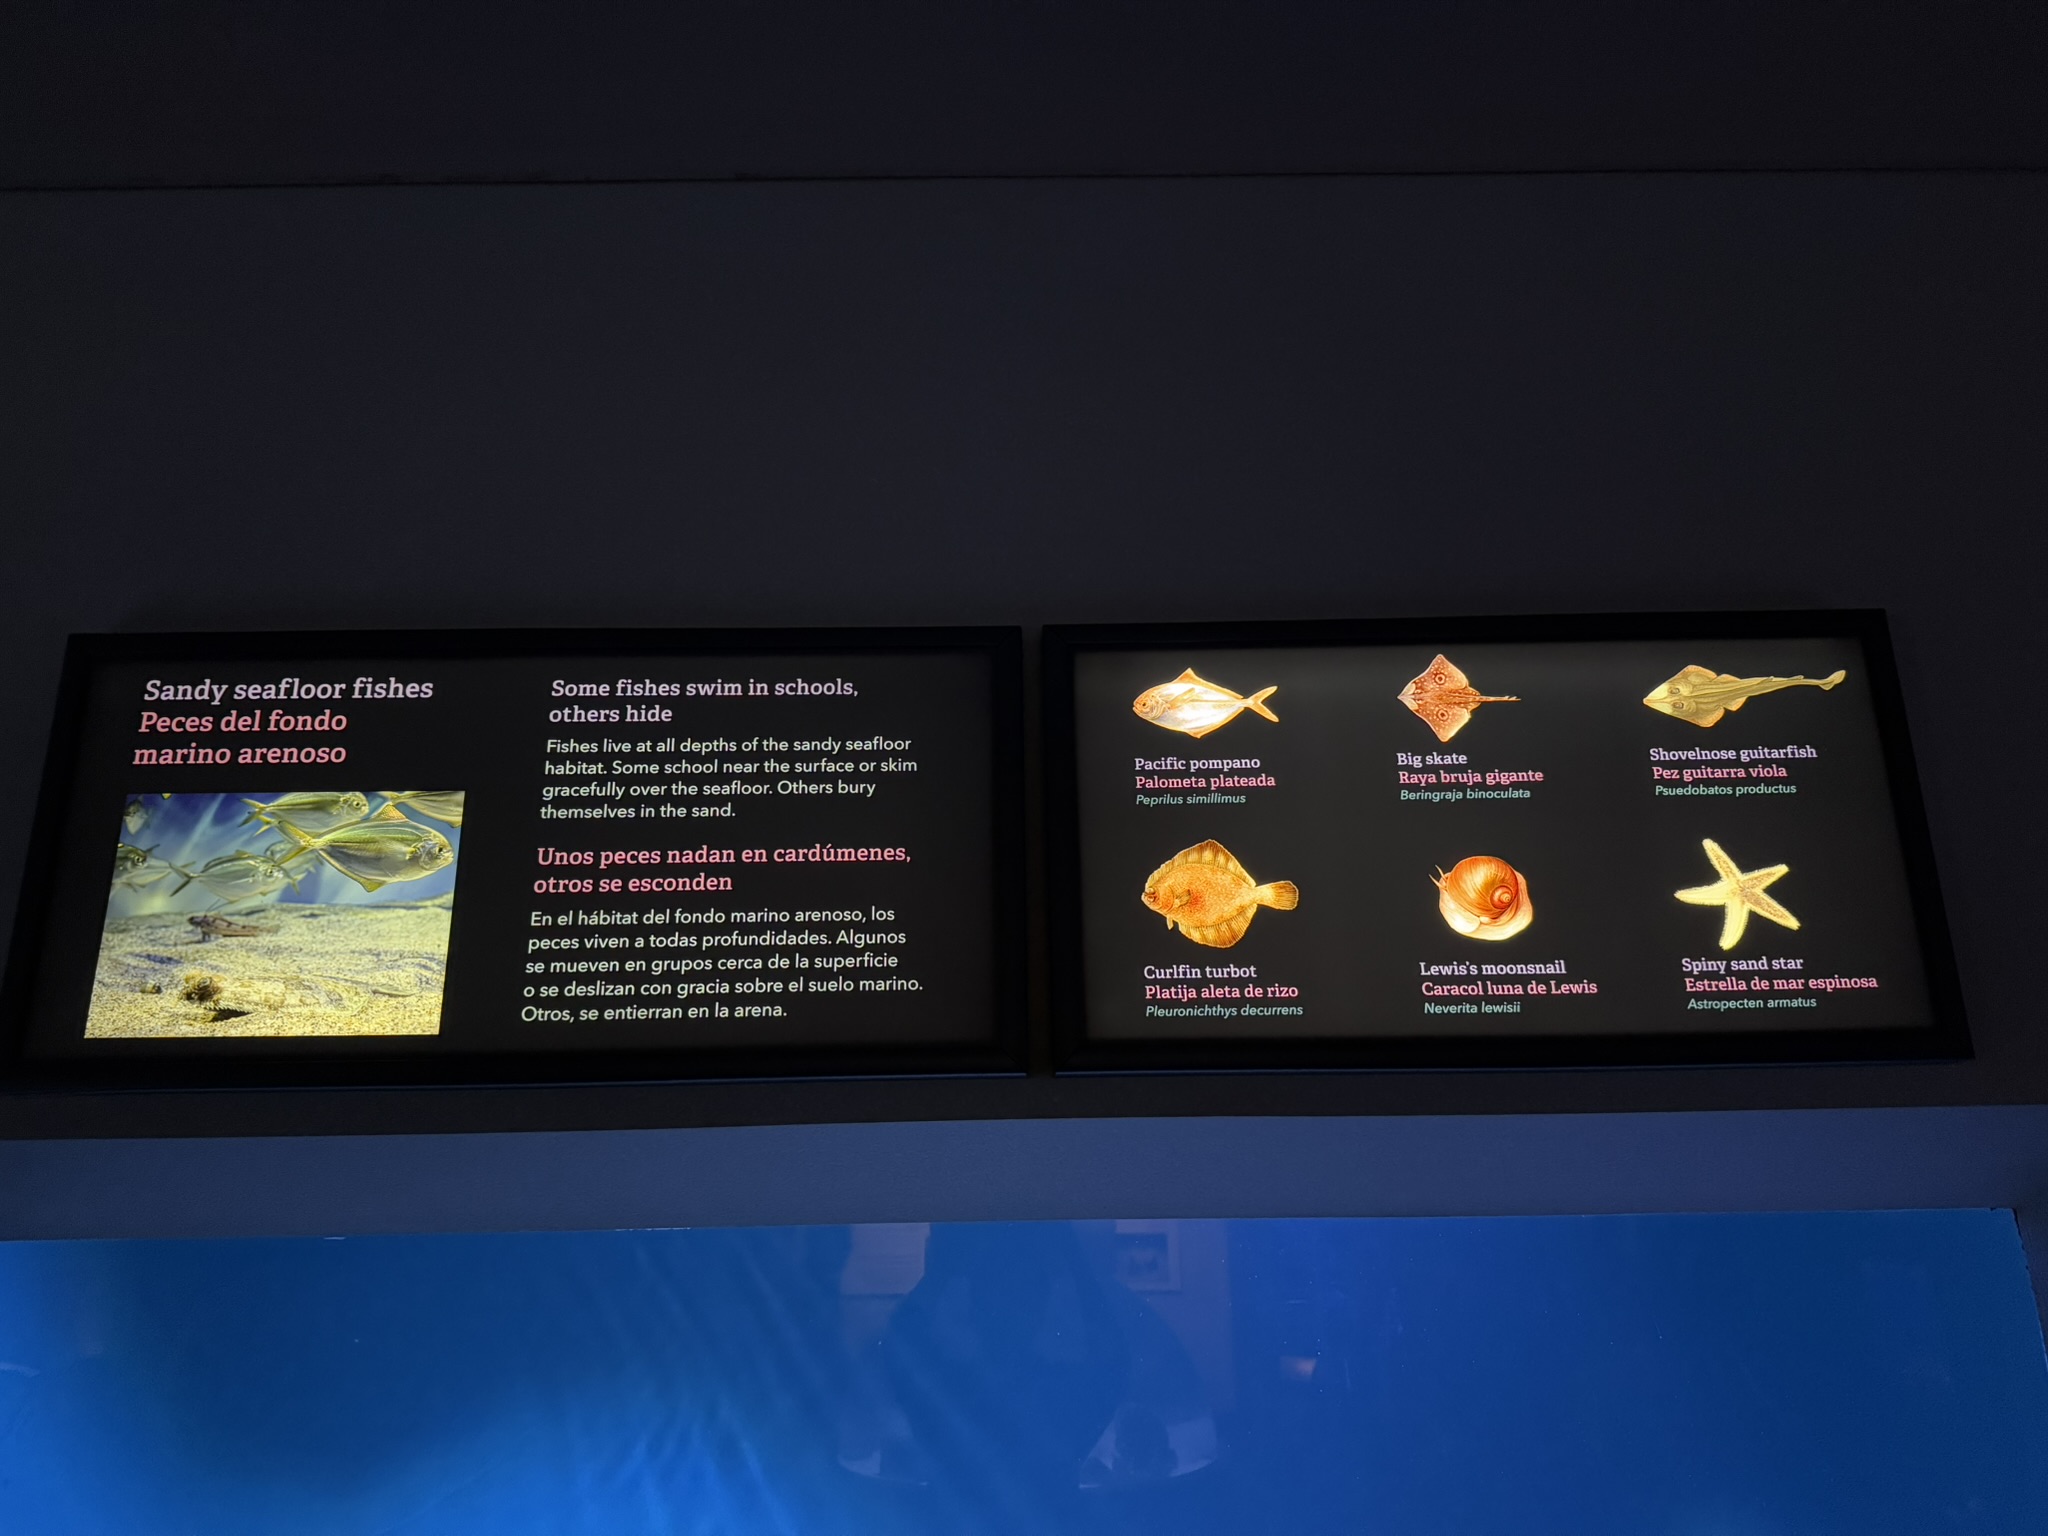 Sandy seafloor fishes
Peces del fondo
marino arenoso
Some fishes swim in schools,
others hide
Fishes live at all depths of the sandy seafloor
habitat. Some school near the surface or skim
gracefully over the seafloor. Others bury
themselves in the sand.
Unos peces nadan en cardúmenes,
otros se esconden
En el hábitat del fondo marino arenoso, los
peces viven a todas profundidades. Algunos
se mueven en grupos cerca de la superficie
o se deslizan con gracia sobre el suelo marino.
Otros, se entierran en la arena.
Pacific pompano
Palometa plateada
Peprilus simillimus
Big skate
Raya bruja gigante
Beringraja binoculata
Shovelnose guitarfish
Pez guitarra viola
Psuedobatos productus
Curlfin turbot
Platija aleta de rizo
Pleuronichthys decurrens
Lewis's moonsnail
Caracol luna de Lewis
Neverita lewisii
Spiny sand star
Estrella de mar espinosa
Astropecten armatus